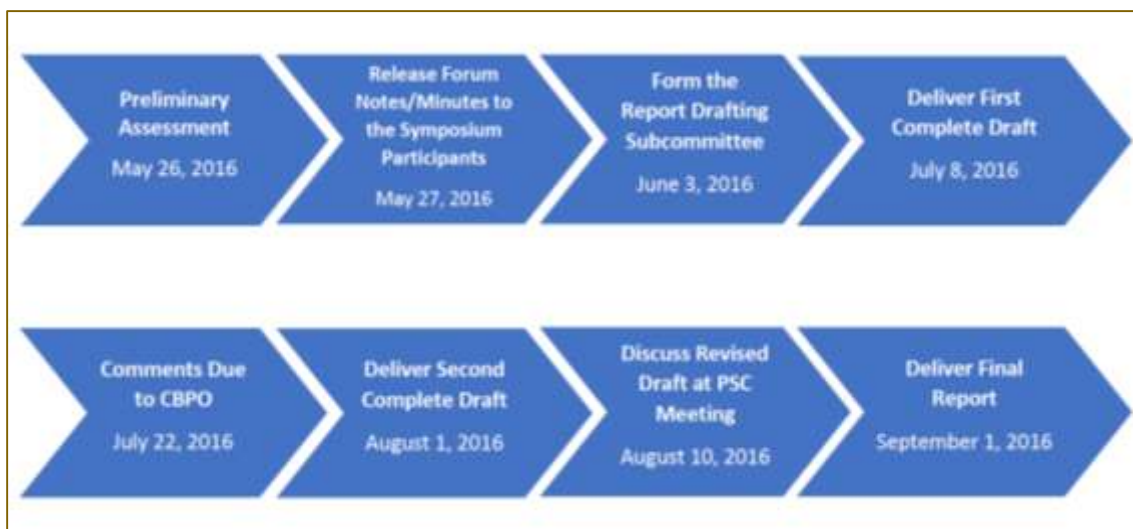 Preliminary
Assessment
May 26, 2016
Release Forum
Notes/Minutes to
the Symposium
Participants
May 27, 2016
Form the
Report Drafting
Subcommittee
June 3, 2016
Deliver First
Complete Draft
July 8, 2016
Comments Due
to CBPO
July 22, 2016
Deliver Second
Complete Draft
August 1, 2016
Discuss Revised
Draft at PSC
Meeting
August 10, 2016
Deliver Final
Report
September 1, 2016